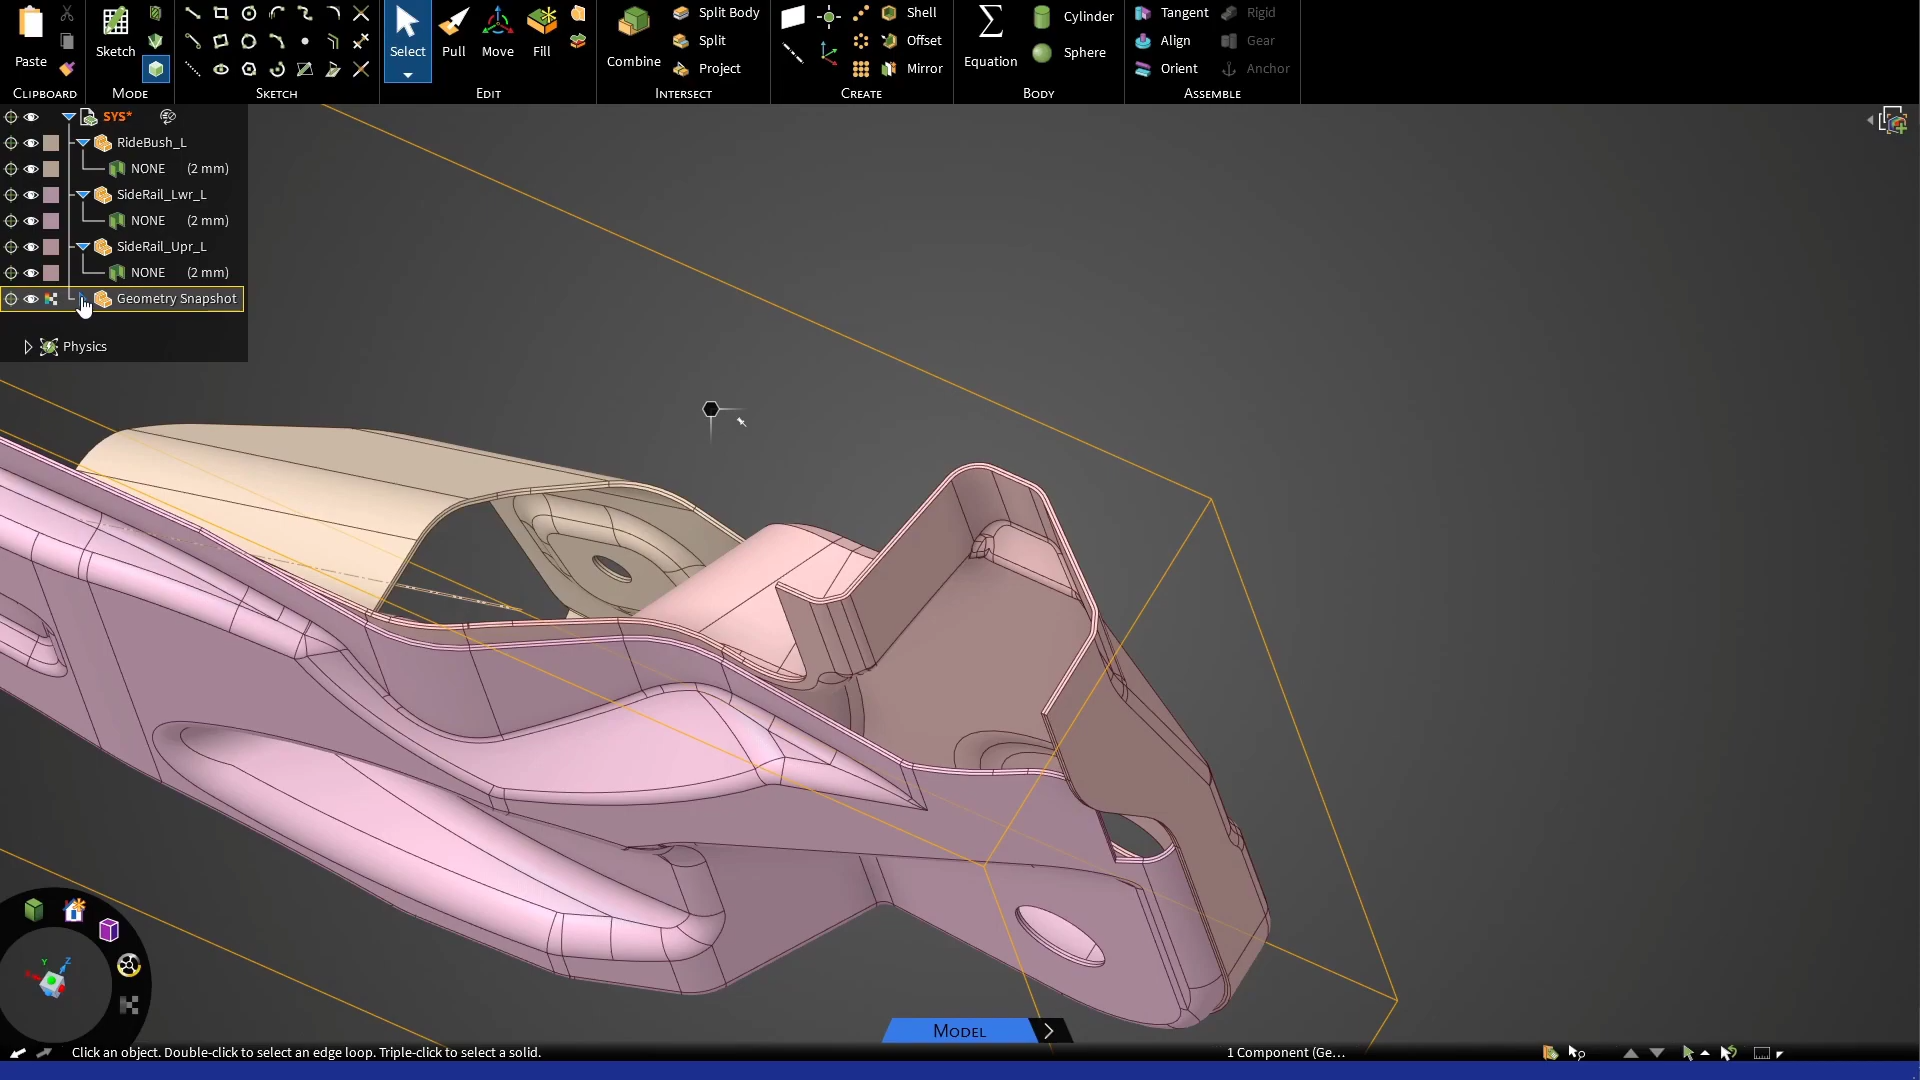 Paste
CLIPBOARD
Sketch
MODE
SKETCH
Select
Pull
Move
Fill
EDIT
Combine
Split Body
Split
Project
INTERSECT
Shell
Offset
Mirror
CREATE
Equation
Cylinder
Sphere
BODY
Tangent
Align
Orient
Rigid
Gear
Anchor
ASSEMBLE
SYS*
RideBush_L
NONE (2 mm)
SideRail_Lwr_L
NONE (2 mm)
SideRail_Upr_L
NONE (2 mm)
Geometry Snapshot
Physics
Y
Z
MODEL
Click an object. Double-click to select an edge loop. Triple-click to select a solid.
1 Component (Ge...